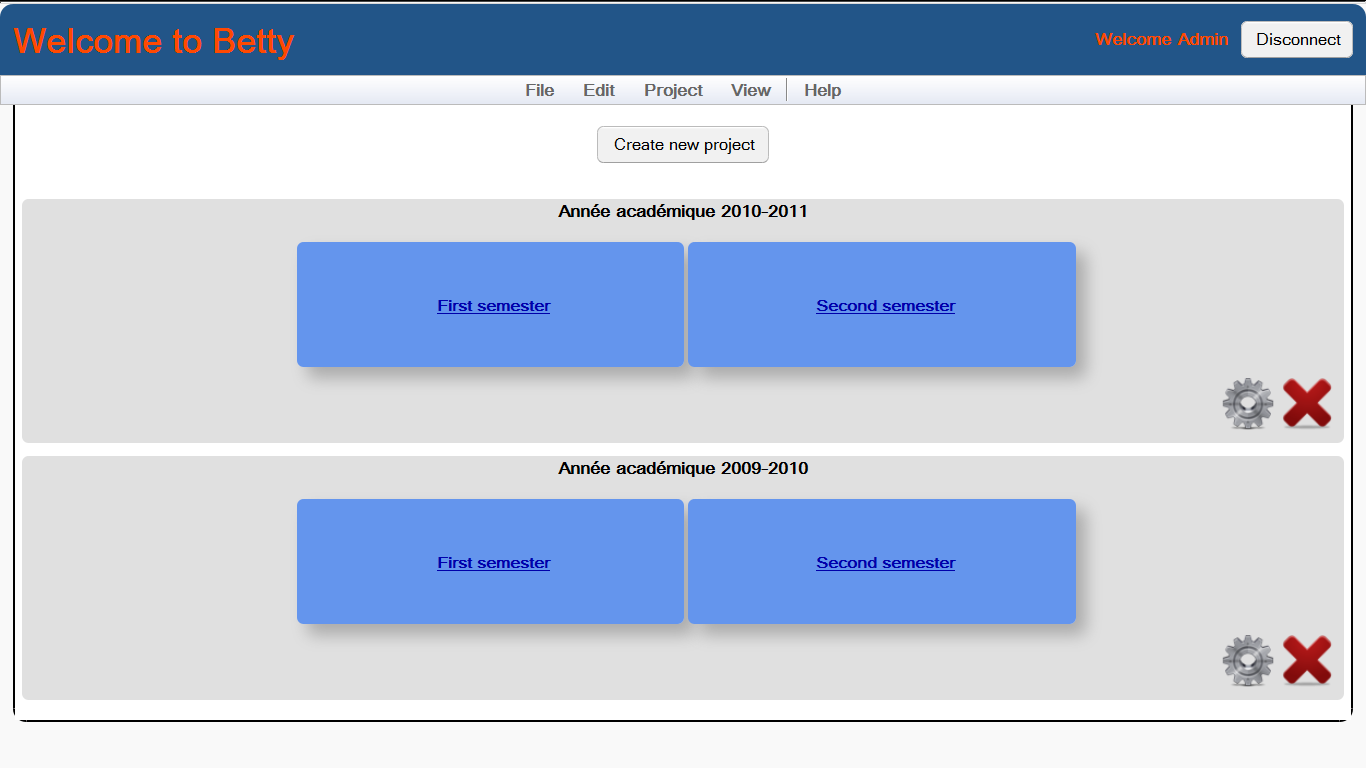 Welcome to Betty
Welcome Admin
Disconnect
File Edit Project View Help
Create new project
Année académique 2010-2011
First semester Second semester
Année académique 2009-2010
First semester Second semester